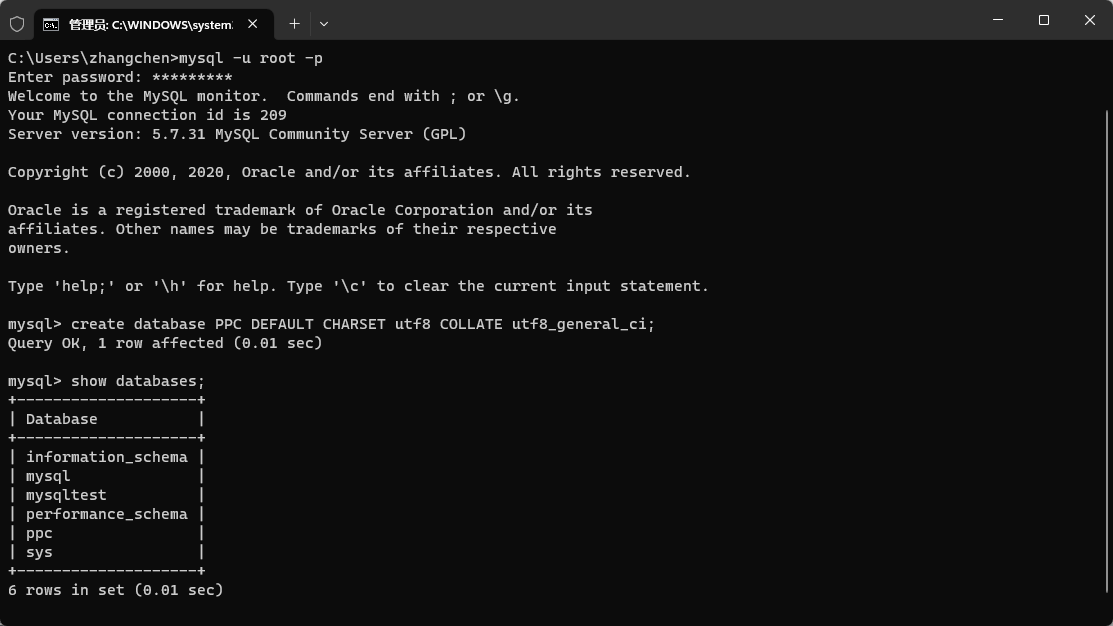 管理员: C:\WINDOWS\system:
C:\Users\zhangchen>mysql -u root -p
Enter password: *********
Welcome to the MySQL monitor.  Commands end with ; or \g.
Your MySQL connection id is 209
Server version: 5.7.31 MySQL Community Server (GPL)
Copyright (c) 2000, 2020, Oracle and/or its affiliates. All rights reserved.
Oracle is a registered trademark of Oracle Corporation and/or its
affiliates. Other names may be trademarks of their respective
owners.
Type 'help;' or '\h' for help. Type '\c' to clear the current input statement.
mysql> create database PPC DEFAULT CHARSET utf8 COLLATE utf8_general_ci;
Query OK, 1 row affected (0.01 sec)
mysql> show databases;
+--------------------+
| Database           |
+--------------------+
| information_schema |
| mysql              |
| mysqltest          |
| performance_schema |
| ppc                |
| sys                |
+--------------------+
6 rows in set (0.01 sec)